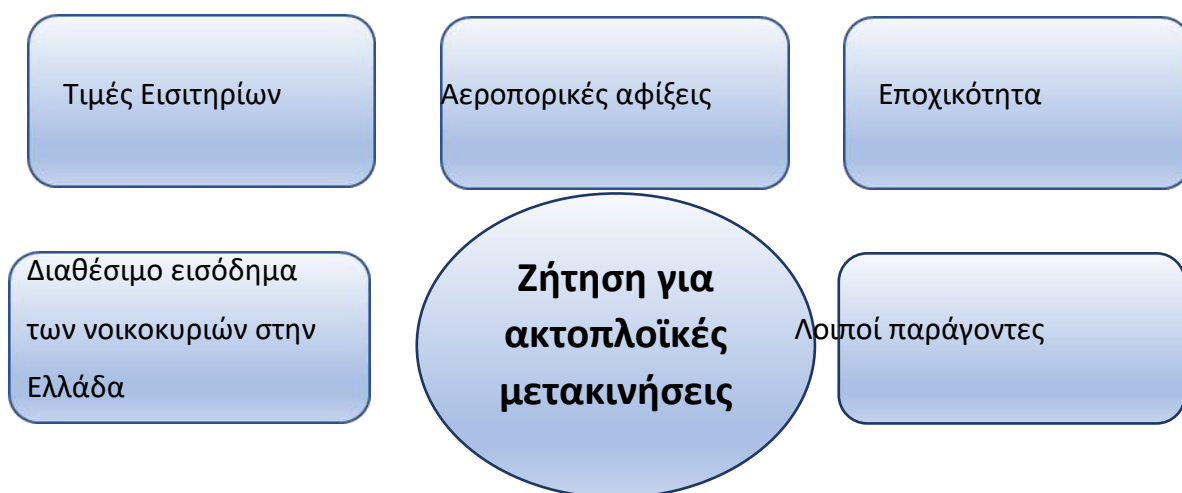 Τιμές Εισιτηρίων
Αεροπορικές αφίξεις
Εποχικότητα
Διαθέσιμο εισόδημα
των νοικοκυριών στην
Ελλάδα
Ζήτηση για
ακτοπλοϊκές
μετακινήσεις
Λοιποί παράγοντες